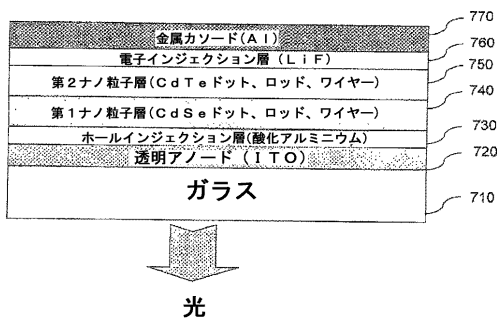 金属カソード(Al)
770
電子インジェクション層(LiF)
760
第2ナノ粒子層(CdTeドット、ロッド、ワイヤー)
750
第1ナノ粒子層(CdSeドット、ロッド、ワイヤー)
740
ホールインジェクション層(酸化アルミニウム)
730
透明アノード(ITO)
720
ガラス
710
光